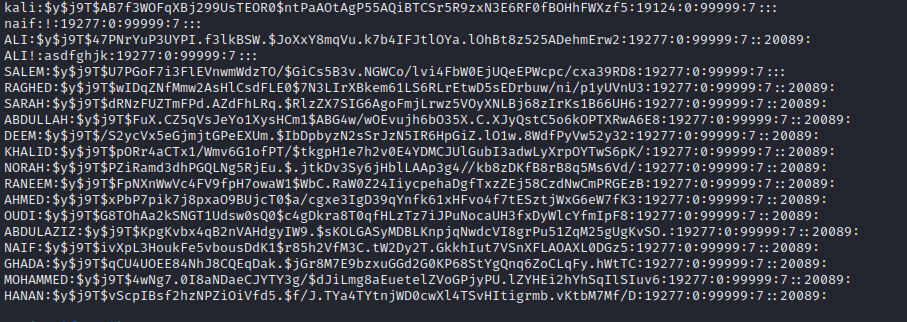 kali:$y$j9T$AB7f3WOFqXBj299UsTEOR0$ntPaAOtAgP55AQiBTCSr5R9zxN3E6RF0fBOHhFWXzf5:19124:0:99999:7:::
naif:!:19277:0:99999:7:::
ALI:$y$j9T$47PNrYuP3UYPI.f3lkBSW.$JoXxY8mqVu.k7b4IFJtlOYa.lOhBt8z525ADehmErw2:19277:0:99999:7::20089:
ALI!:asdfghjk:19277:0:99999:7:::
SALEM:$y$j9T$U7PGoF7i3FlEVnwmWdzTO/$GiCs5B3v.NGWCo/lvi4FbW0EjUQeEPWcpc/cxa39RD8:19277:0:99999:7:::
RAGHED:$y$j9T$wIDqZNfMmw2AsHlCsdFLE0$7N3LIrXBkem61LS6RLrEtwD5sEDrbuw/ni/p1yUVnU3:19277:0:99999:7::20089:
SARAH:$y$j9T$dRNzFUZTmFPd.AZdFhLRq.$RlzZX7SIG6AgoFmjLrwz5VOyXNLBj68zIrKs1B66UH6:19277:0:99999:7::20089:
ABDULLAH:$y$j9T$FuX.CZ5qVsJeYo1XysHCm1$ABG4w/wOEvujh6bO35X.C.XJyQstC5o6kOPTXRwA6E8:19277:0:99999:7::20089:
DEEM:$y$j9T$/S2ycVx5eGjmjtGPeEXUm.$IbDpbyzN2sSrJzN5IR6HpGiZ.lO1w.8WdfPyVw52y32:19277:0:99999:7::20089:
KHALID:$y$j9T$pORr4aCTx1/Wmv6G1ofPT/$tkgpH1e7h2v0E4YDMCJUlGubI3adwLyXrpOYTwS6pK/:19277:0:99999:7::20089:
NORAH:$y$j9T$PZiRamd3dhPGQLNg5RjEu.$.jtkDv3Sy6jHblLAAp3g4//kb8zDKfB8rB8q5Ms6Vd/:19277:0:99999:7::20089:
RANEEM:$y$j9T$FpNXnWwVc4FV9fpH7owaW1$WbC.RaW0Z24IiycpehaDgfTxzZEj58CzdNwCmPRGEzB:19277:0:99999:7::20089:
AHMED:$y$j9T$xPbP7pik7j8pxaO9BUjcT0$a/cgxe3IgD39qYnfk61xHFvo4f7tESztjWxG6eW7fK3:19277:0:99999:7::20089:
OUDI:$y$j9T$G8TOhAa2kSNGT1Udsw0sQ0$c4gDkra8T0qfHLzTz7iJPuNocaUH3fxDyWlcYfmIpF8:19277:0:99999:7::20089:
ABDULAZIZ:$y$j9T$KpgKvbx4qB2nVAHdgyIW9.$sKOLGASyMDBLKnpjqNwdcVI8grPu51ZqM25gUgKvSO.:19277:0:99999:7::20089:
NAIF:$y$j9T$ivXpL3HoukFe5vbousDdK1$r85h2VfM3C.tW2Dy2T.GkkhIut7VSnXFLAOAXL0DGz5:19277:0:99999:7::20089:
GHADA:$y$j9T$qCU4UOEE84NhJ8CQEqDak.$jGr8M7E9bzxuGGd2G0KP68StYgQnq6ZoCLqFy.hWtTC:19277:0:99999:7::20089:
MOHAMMED:$y$j9T$4wNg7.0I8aNDaeCJYTY3g/$dJiLmg8aEuetelZVoGPjyPU.lZYHEi2hYhSqIlSIuv6:19277:0:99999:7::20089:
HANAN:$y$j9T$vScpIBsf2hzNPZiOiVfd5.$f/J.TYa4TYtnjWD0cwXl4TSvHItigrmb.vKtbM7Mf/D:19277:0:99999:7::20089: